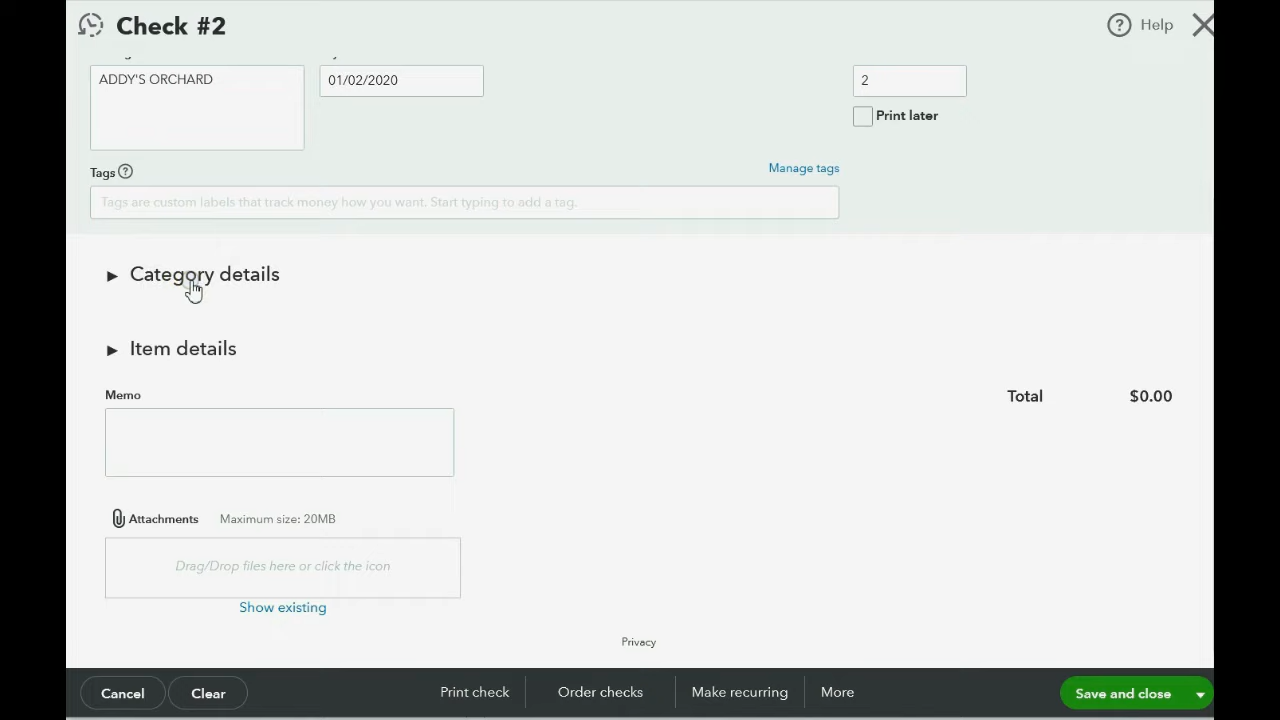 Check #2
Help
ADDY'S ORCHARD
01/02/2020
2
Print later
Tags
Manage tags
Tags are custom labels that track money how you want. Start typing to add a tag.
Category details
Item details
Memo
Total $0.00
Attachments Maximum size: 20MB
Drag/Drop files here or click the icon
Show existing
Privacy
Cancel Clear Print check Order checks Make recurring More Save and close